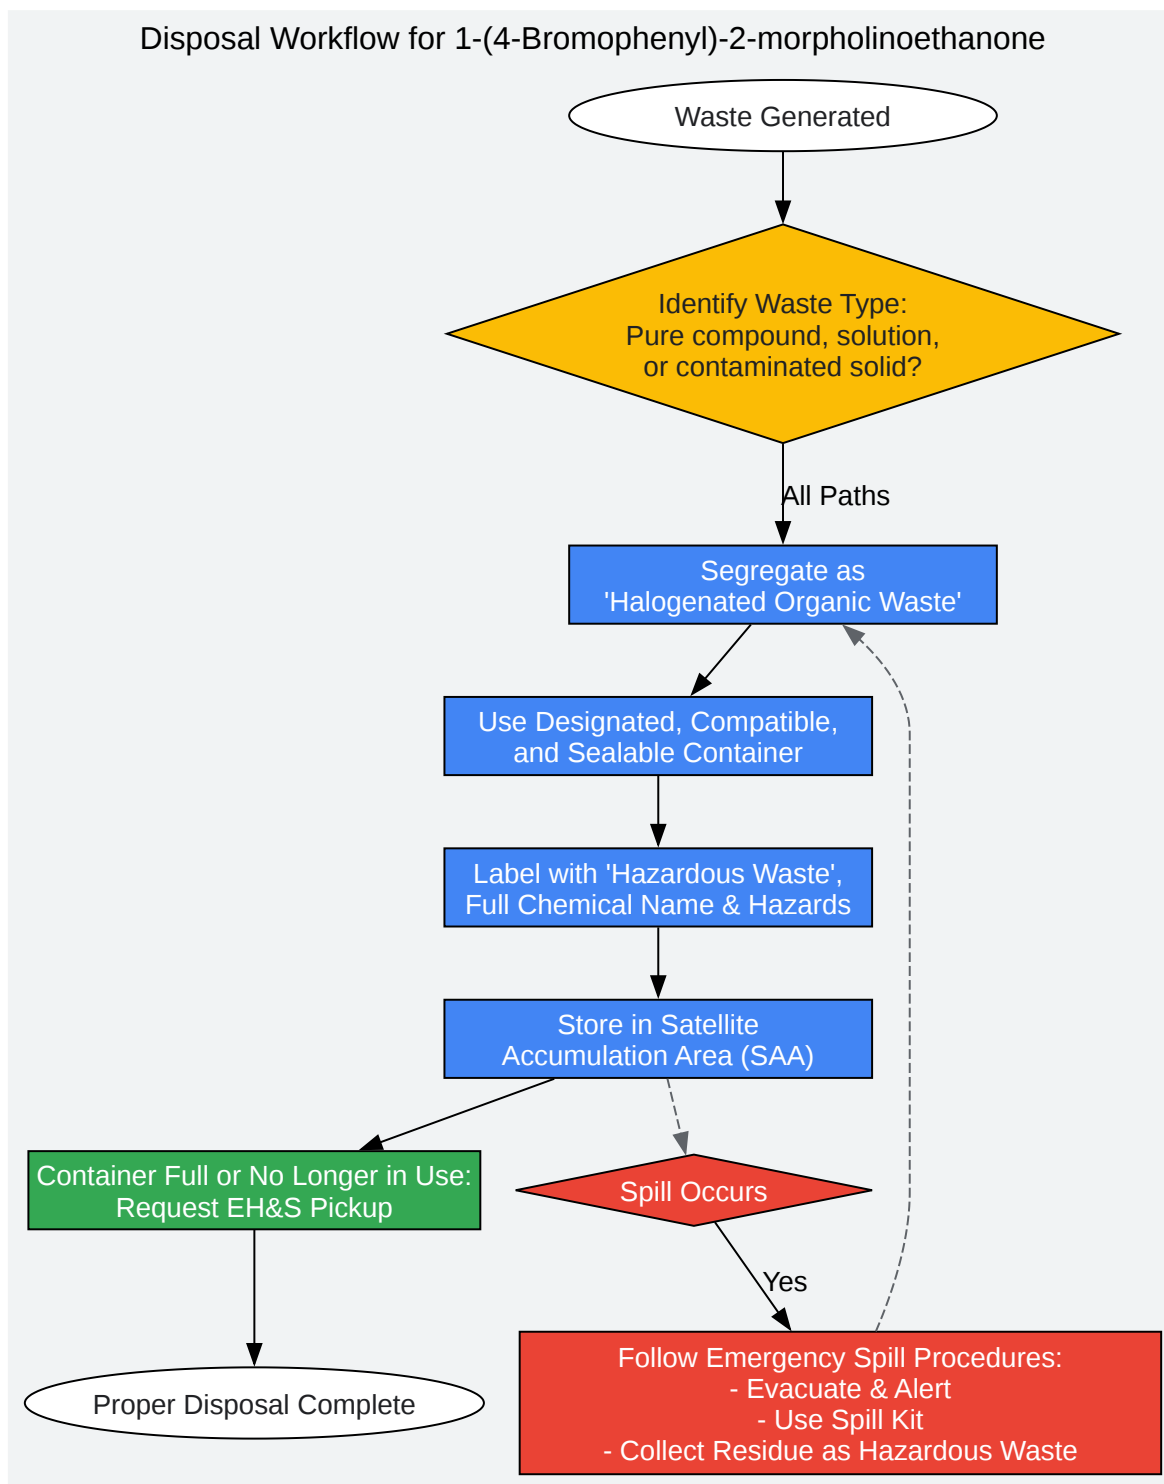 Disposal Workflow for 1-(4-Bromophenyl)-2-morpholinoethanone
Waste Generated
Identify Waste Type:
Pure compound, solution,
or contaminated solid?
All Paths
Segregate as
'Halogenated Organic Waste'
Use Designated, Compatible,
and Sealable Container
Label with 'Hazardous Waste',
Full Chemical Name & Hazards
Store in Satellite
Accumulation Area (SAA)
Container Full or No Longer in Use:
Request EH&S Pickup
Spill Occurs
Yes
Follow Emergency Spill Procedures:
- Evacuate & Alert
- Use Spill Kit
- Collect Residue as Hazardous Waste
Proper Disposal Complete